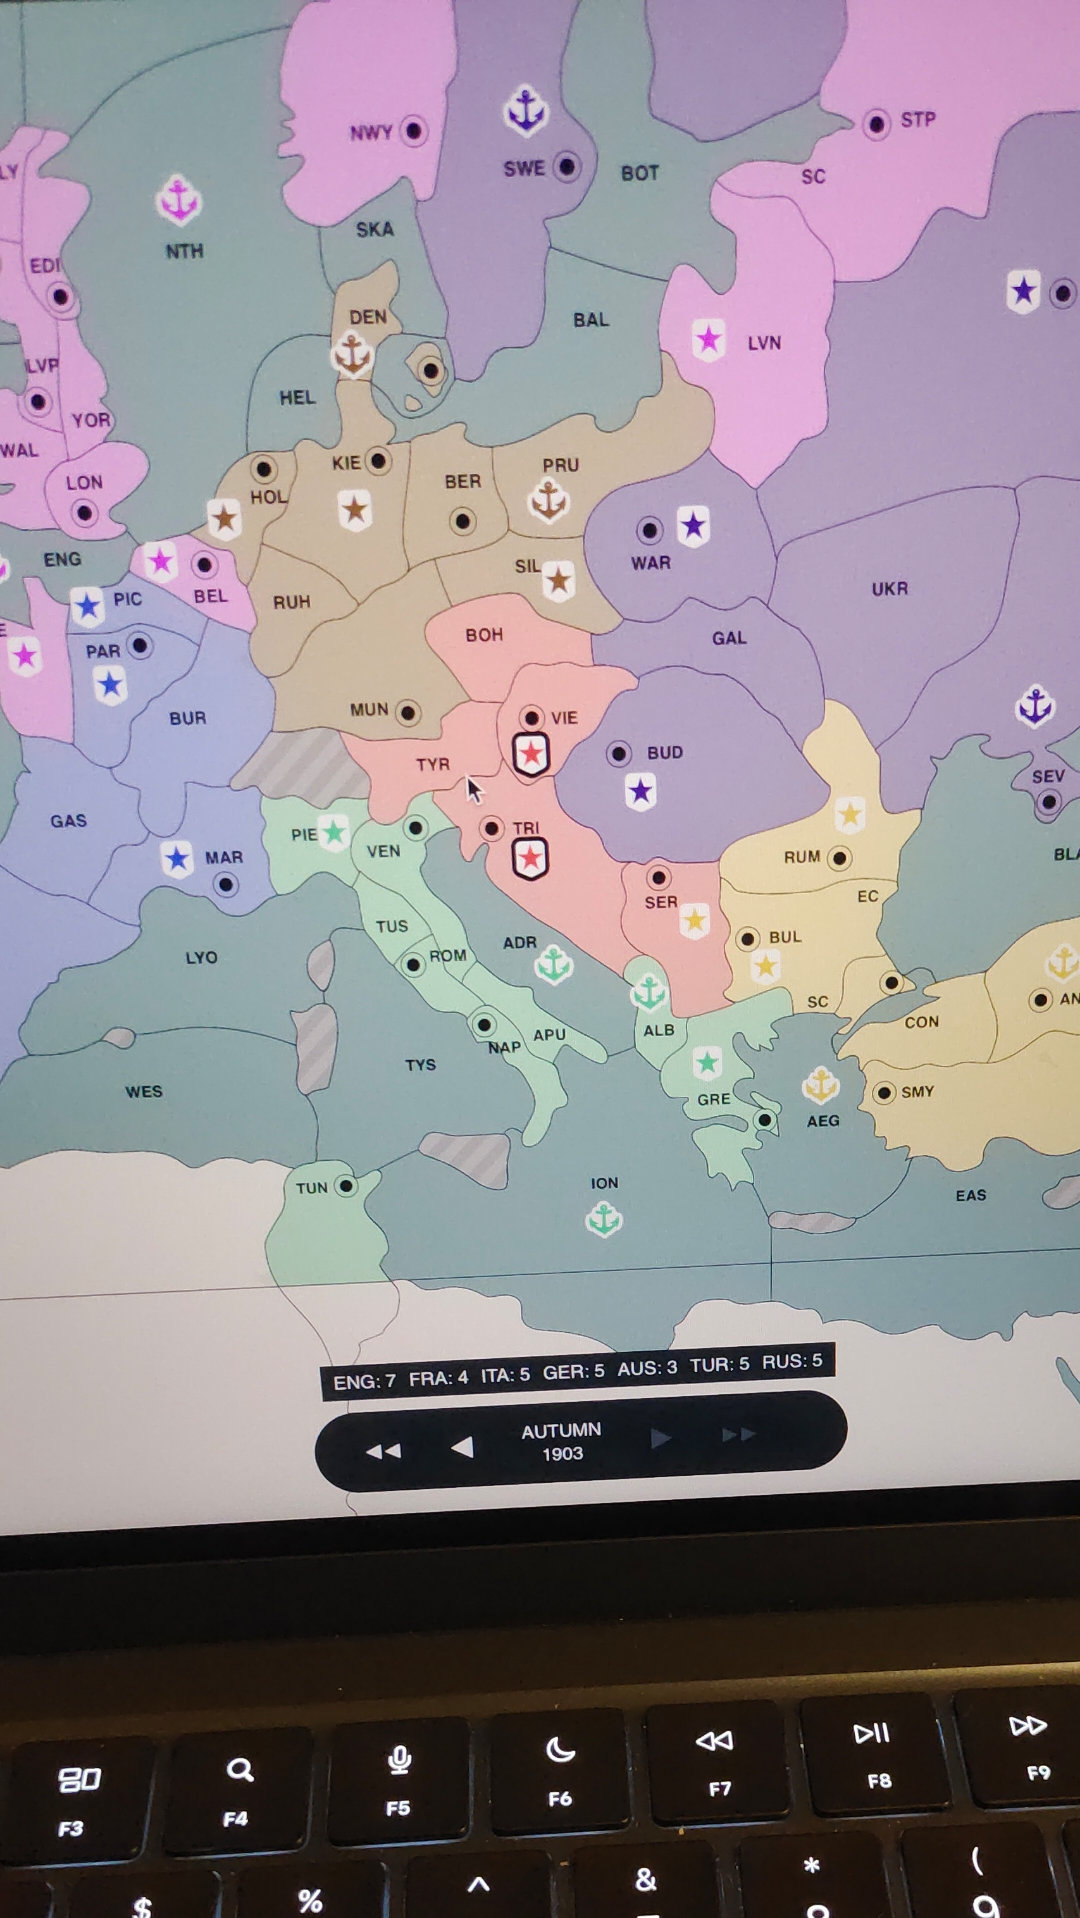 NWY
STP
LY
SWE
BOT
SC
SKA
NTH
EDI
DEN
BAL
LVN
LVP
HEL
YOR
WAL
KIE
PRU
BER
LON
HOL
ENG
WAR
SIL
PIC
BEL
RUH
UKR
E
PAR
BOH
GAL
MUN
BUR
VIE
BUD
TYR
SEV
GAS
PIE
TRI
VEN
MAR
RUM
BLA
EC
SER
TUS
BUL
ADR
ROM
LYO
AN
SC
CON
NAP
APU
ALB
TYS
WES
GRE
SMY
AEG
TUN
ION
EAS
ENG: 7 FRA: 4 ITA: 5 GER: 5 AUS: 3 TUR: 5 RUS: 5
AUTUMN
1903
F3
F4
F5
F6
F7
F8
F9
$
%
^
&
*
(
9